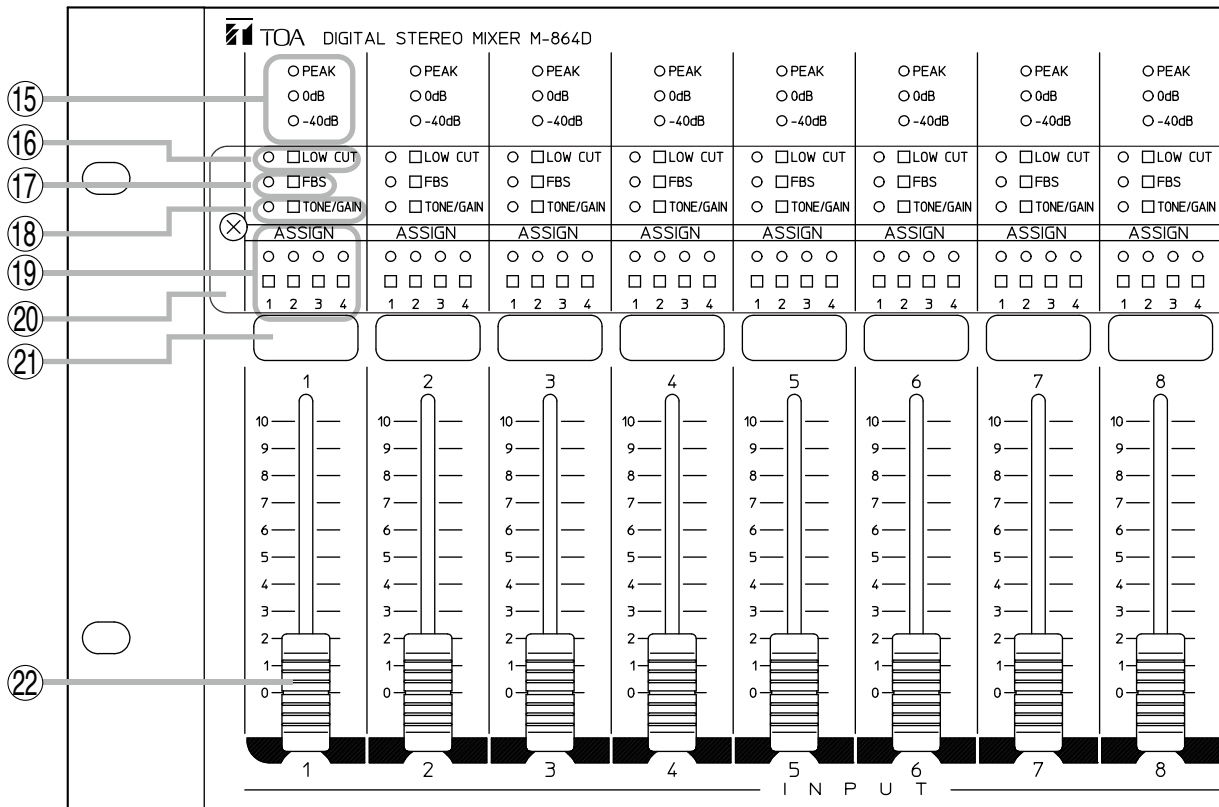 TOA DIGITAL STEREO MIXER M-864D
PEAK PEAK PEAK PEAK PEAK PEAK PEAK PEAK
⑮ 0dB 0dB 0dB 0dB 0dB 0dB 0dB 0dB
-40dB -40dB -40dB -40dB -40dB -40dB -40dB -40dB
⑯ LOW CUT LOW CUT LOW CUT LOW CUT LOW CUT LOW CUT LOW CUT LOW CUT
⑰ FBS FBS FBS FBS FBS FBS FBS FBS
⑱ TONE/GAIN TONE/GAIN TONE/GAIN TONE/GAIN TONE/GAIN TONE/GAIN TONE/GAIN TONE/GAIN
ASSIGN ASSIGN ASSIGN ASSIGN ASSIGN ASSIGN ASSIGN ASSIGN
⑲
⑳ 1 2 3 4 1 2 3 4 1 2 3 4 1 2 3 4 1 2 3 4 1 2 3 4 1 2 3 4 1 2 3 4
㉑
1 2 3 4 5 6 7 8
10 10 10 10 10 10 10 10
9 9 9 9 9 9 9 9
8 8 8 8 8 8 8 8
7 7 7 7 7 7 7 7
6 6 6 6 6 6 6 6
5 5 5 5 5 5 5 5
4 4 4 4 4 4 4 4
3 3 3 3 3 3 3 3
2 2 2 2 2 2 2 2
1 1 1 1 1 1 1 1
㉒ 0 0 0 0 0 0 0 0
1 2 3 4 5 6 7 8
INPUT